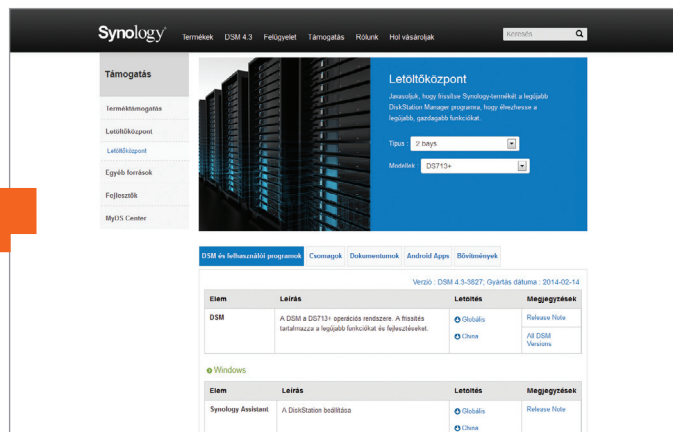 Synology
Termékek DSM 4.3 Felügyelet Támogatás Rólunk Hol vásároljak Keresés
Támogatás
Terméktámogatás
Letöltőközpont
Letöltőközpont
Egyéb források
Fejlesztők
MyDS Center
Letöltőközpont
Javasoljuk, hogy frissítse Synology-termékét a legújabb
DiskStation Manager programra, hogy élvezhesse a
legújabb, gazdagabb funkciókat.
Típus : 2 bays
Modellek : DS713+
DSM és felhasználói programok Csomagok Dokumentumok Android Apps Bővítmények
Verzió : DSM 4.3-3827; Gyártás dátuma : 2014-02-14
Elem Leírás Letöltés Megjegyzések
DSM A DSM a DS713+ operációs rendszere. A frissítés Globális Release Note
tartalmazza a legújabb funkciókat és fejlesztéseket.
China All DSM
Versions
Windows
Elem Leírás Letöltés Megjegyzések
Synology Assistant A DiskStation beállítása Globális Release Note
China